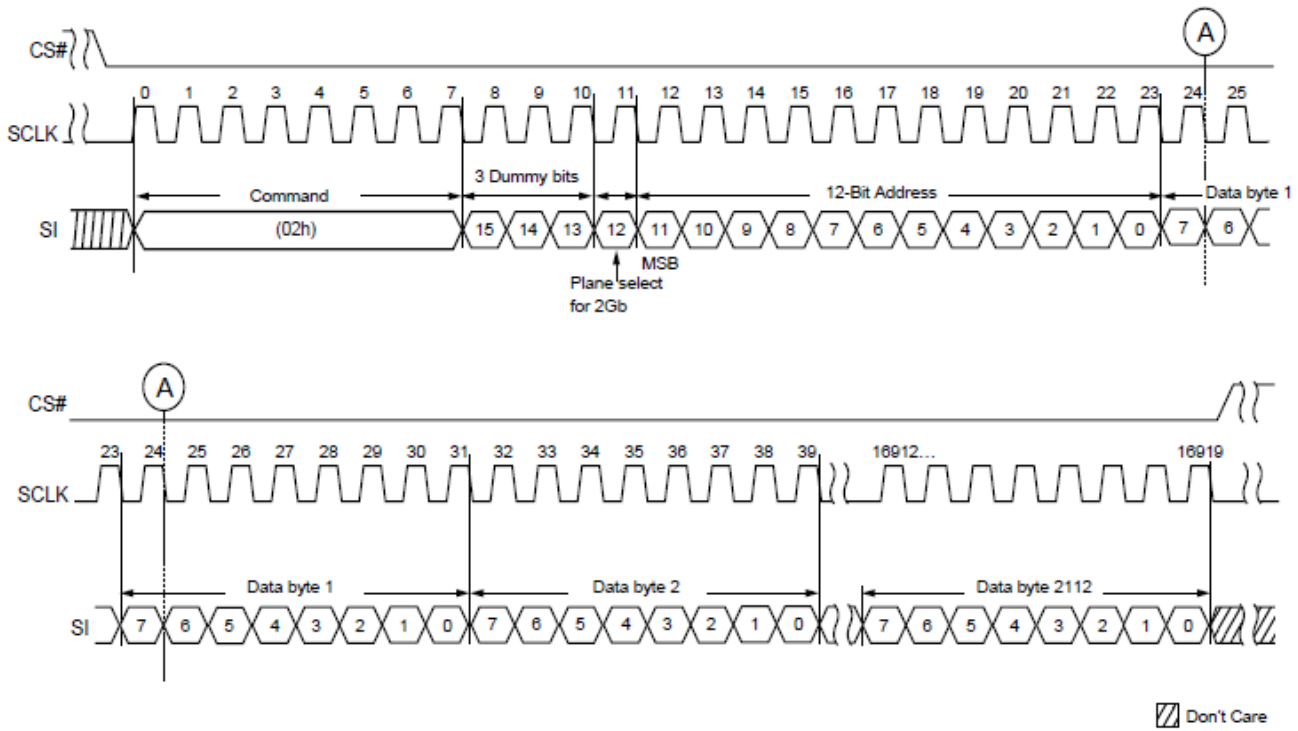 A
CS#
0 1 2 3 4 5 6 7 8 9 10 11 12 13 14 15 16 17 18 19 20 21 22 23 24 25
SCLK
3 Dummy bits
Command 12-Bit Address Data byte 1
SI (02h) 15 14 13 12 11 10 9 8 7 6 5 4 3 2 1 0 7 6
MSB
Plane select
for 2Gb
A
CS#
23 24 25 26 27 28 29 30 31 32 33 34 35 36 37 38 39 16912... 16919
SCLK
Data byte 1 Data byte 2 Data byte 2112
SI 7 6 5 4 3 2 1 0 7 6 5 4 3 2 1 0 7 6 5 4 3 2 1 0
Don't Care